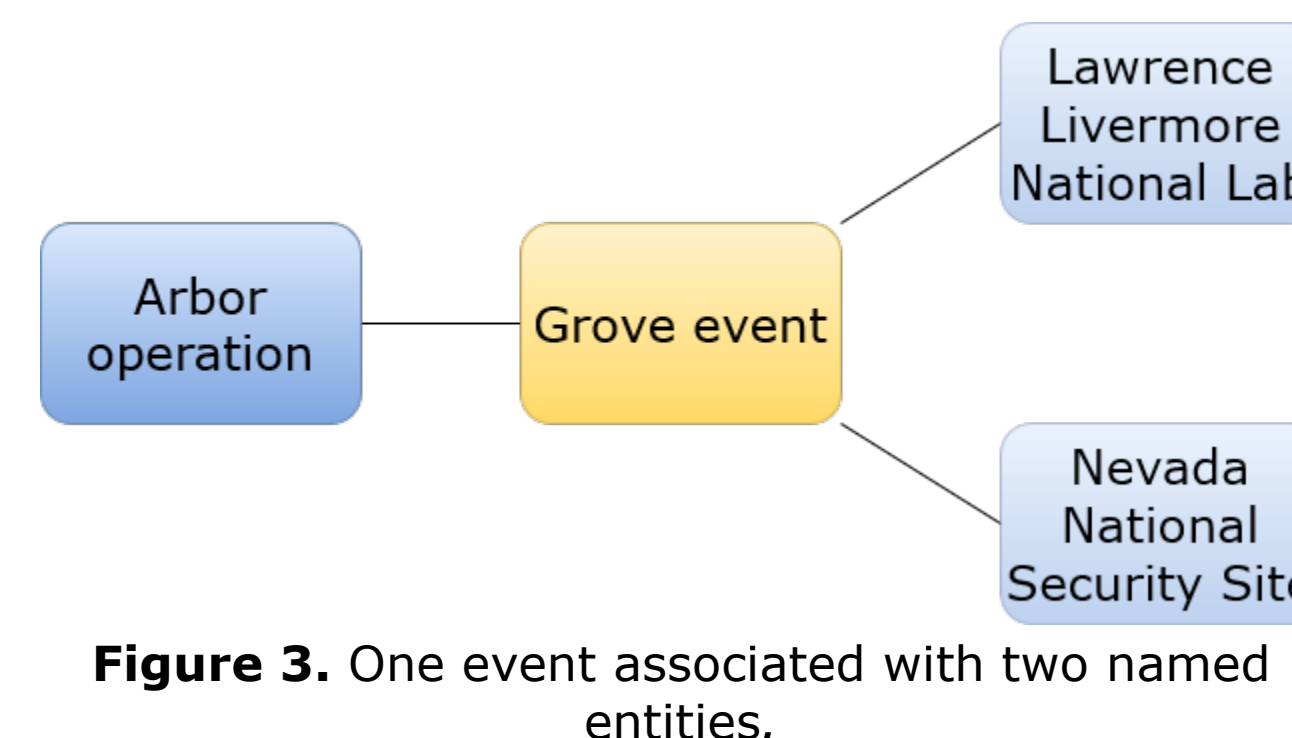 Lawrence
Livermore
National Lab
Arbor
operation
Grove event
Nevada
National
Security Site
Figure 3. One event associated with two named
entities,